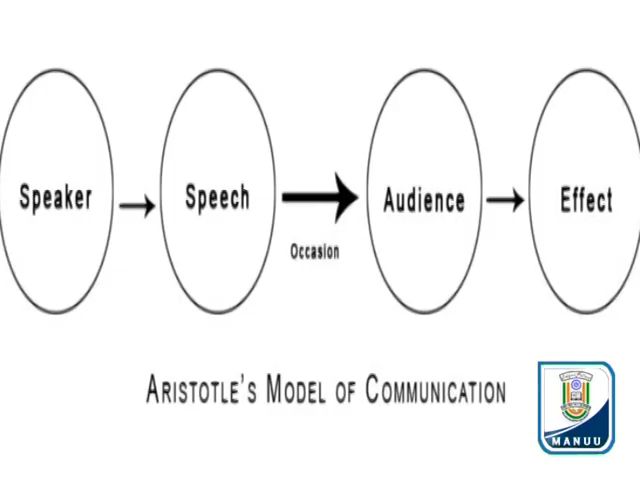 Speaker
Speech
Occasion
Audience
Effect
ARISTOTLE'S MODEL OF COMMUNICATION
MANUU